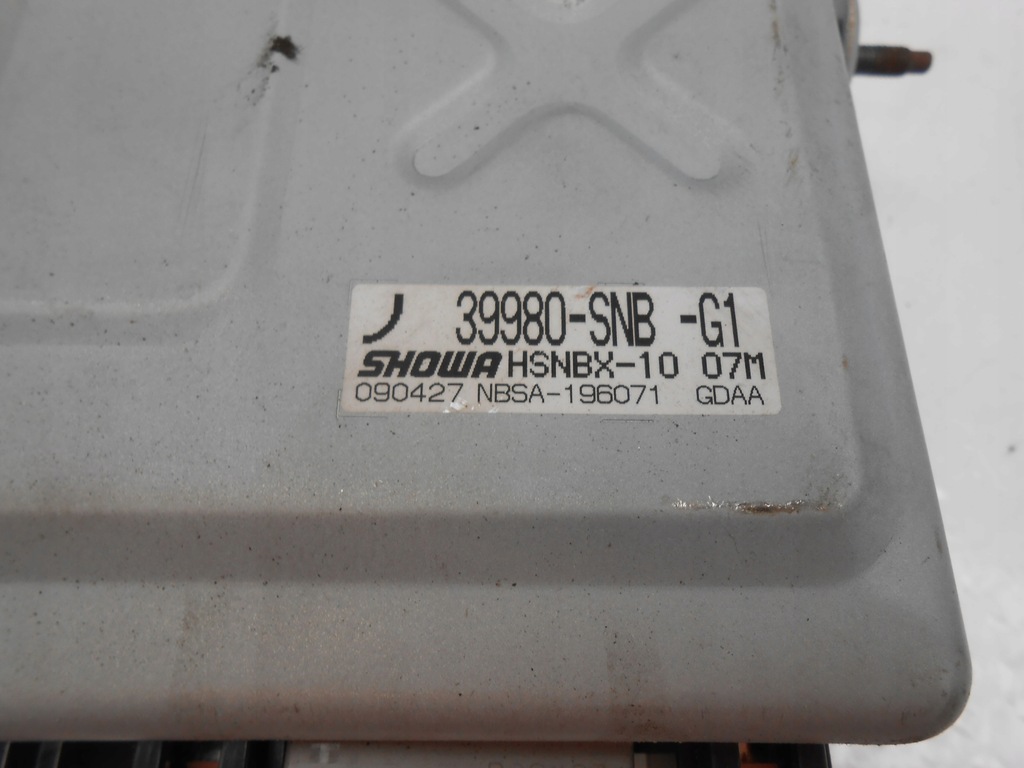 39980-SNB -G1
SHOWA HSNBX-10 07M
090427 NBSA-196071 GDAA